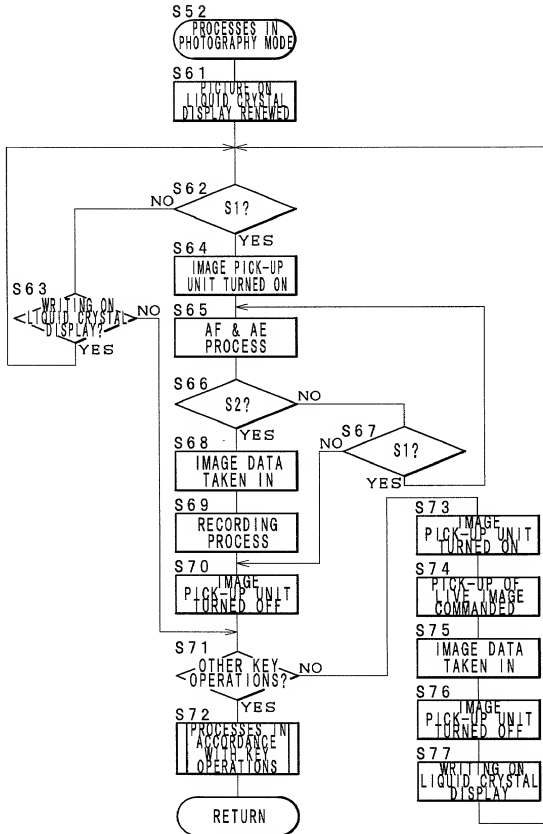 S52
PROCESSES IN
PHOTOGRAPHY MODE
S61
PICTURE ON
LIQUID CRYSTAL
DISPLAY RENEWED
S62
NO
S1?
YES
S64
IMAGE PICK-UP
UNIT TURNED ON
S63
WRITING ON
LIQUID CRYSTAL
DISPLAY?
NO
YES
S65
AF & AE
PROCESS
S66
NO
S2?
YES
S67
NO
S1?
YES
S68
IMAGE DATA
TAKEN IN
S69
RECORDING
PROCESS
S70
IMAGE
PICK-UP UNIT
TURNED OFF
S71
OTHER KEY
OPERATIONS?
NO
YES
S72
PROCESSES IN
ACCORDANCE
WITH KEY
OPERATIONS
RETURN
S73
IMAGE
PICK-UP UNIT
TURNED ON
S74
PICK-UP OF
LIVE IMAGE
COMMANDED
S75
IMAGE DATA
TAKEN IN
S76
IMAGE
PICK-UP UNIT
TURNED OFF
S77
WRITING ON
LIQUID CRYSTAL
DISPLAY